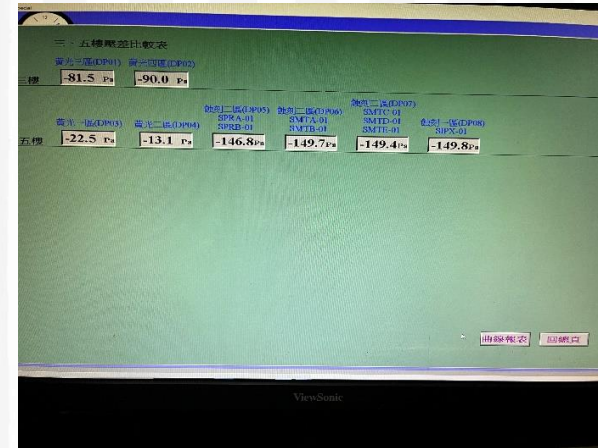 三、五樓壓差比較表
黃光三區(DP01) 黃光四區(DP02)
三樓 -81.5 Pa -90.0 Pa
黃光一區(DP03) 黃光二區(DP04) 蝕刻二區(DP05) SPRA-01 SPRB-01 蝕刻二區(DP06) SMTA-01 SMTB-01 蝕刻二區(DP07) SMTC-01 SMTD-01 SMTE-01 蝕刻一區(DP08) SIPX-01
五樓 -22.5 Pa -13.1 Pa -146.8Pa -149.7Pa -149.4Pa -149.8Pa
曲線報表 回總頁
ViewSonic